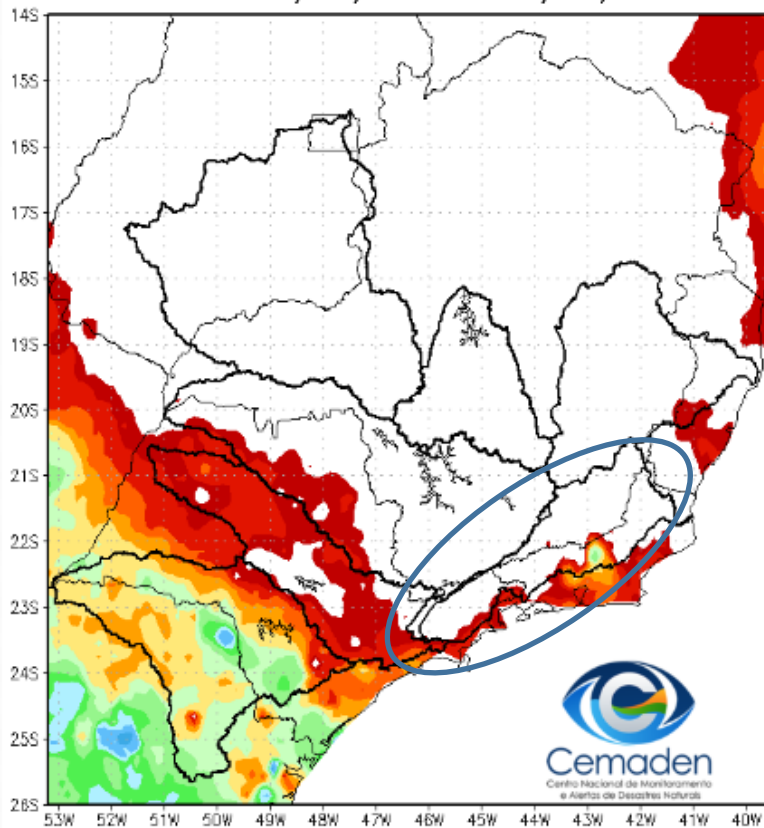 14S
15S
16S
17S
18S
19S
20S
21S
22S
23S
24S
25S
26S
53W 52W 51W 50W 49W 48W 47W 46W 45W 44W 43W 42W 41W 40W
Cemaden
Centro Nacional de Monitoramento
e Alertas de Desastres Naturais